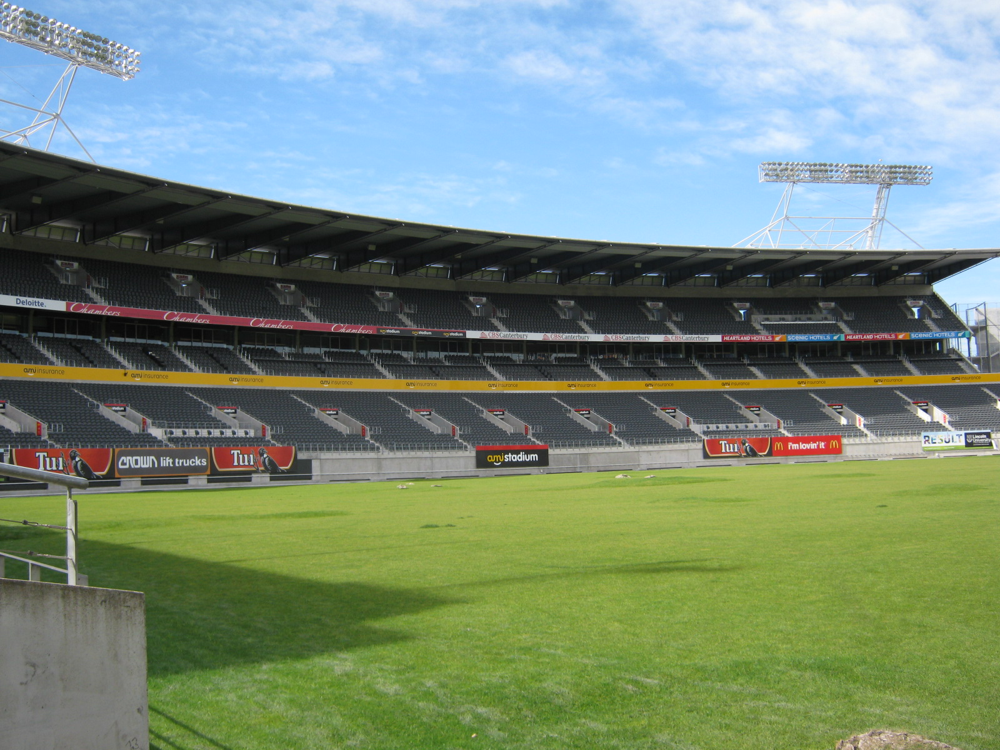 Deloitte.
Chambers Chambers Chambers Chambers
ami stadium ami stadium ami stadium
CBSCanterbury CBSCanterbury CBSCanterbury CBSCanterbury
HEARTLAND HOTELS SCENIC HOTELS HEARTLAND HOTELS SCENIC HOTELS
ami insurance ami insurance ami insurance ami insurance ami insurance ami insurance ami insurance ami insurance ami insurance ami insurance ami insurance ami insurance
Tui
CROWN lift trucks
Tui
ami stadium
Tui
i'm lovin' it
RESULT
Lincoln
University
13